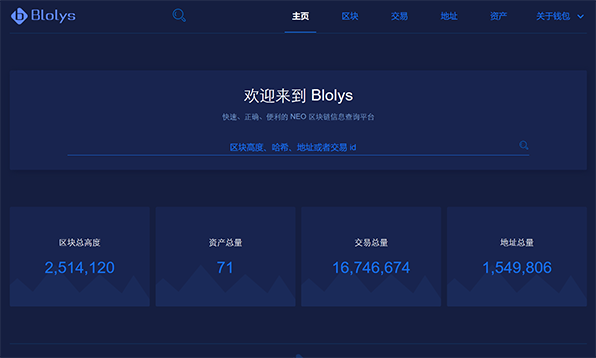 Blolys
主页 区块 交易 地址 资产 关于钱包
欢迎来到 Blolys
快速、正确、便利的 NEO 区块链信息查询平台
区块高度、哈希、地址或者交易 id
区块总高度 资产总量 交易总量 地址总量
2,514,120 71 16,746,674 1,549,806